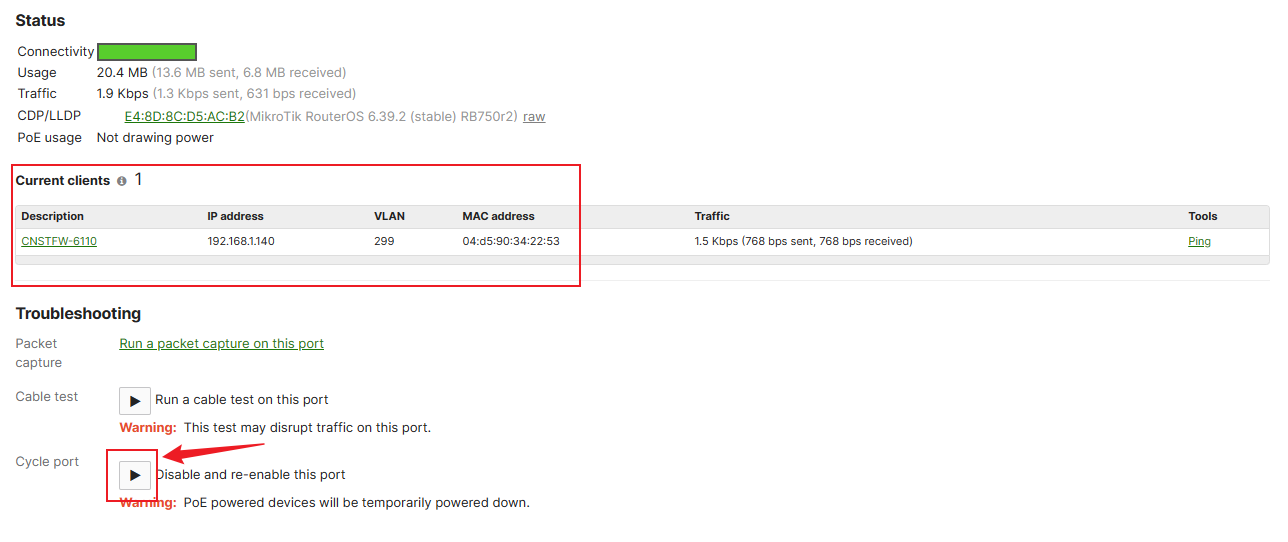 Status
Connectivity
Usage 20.4 MB (13.6 MB sent, 6.8 MB received)
Traffic 1.9 Kbps (1.3 Kbps sent, 631 bps received)
CDP/LLDP E4:8D:8C:D5:AC:B2(MikroTik RouterOS 6.39.2 (stable) RB750r2) raw
PoE usage Not drawing power
Current clients i 1
Description IP address VLAN MAC address Traffic Tools
CNSTFW-6110 192.168.1.140 299 04:d5:90:34:22:53 1.5 Kbps (768 bps sent, 768 bps received) Ping
Troubleshooting
Packet capture Run a packet capture on this port
Cable test Run a cable test on this port
Warning: This test may disrupt traffic on this port.
Cycle port Disable and re-enable this port
Warning: PoE powered devices will be temporarily powered down.